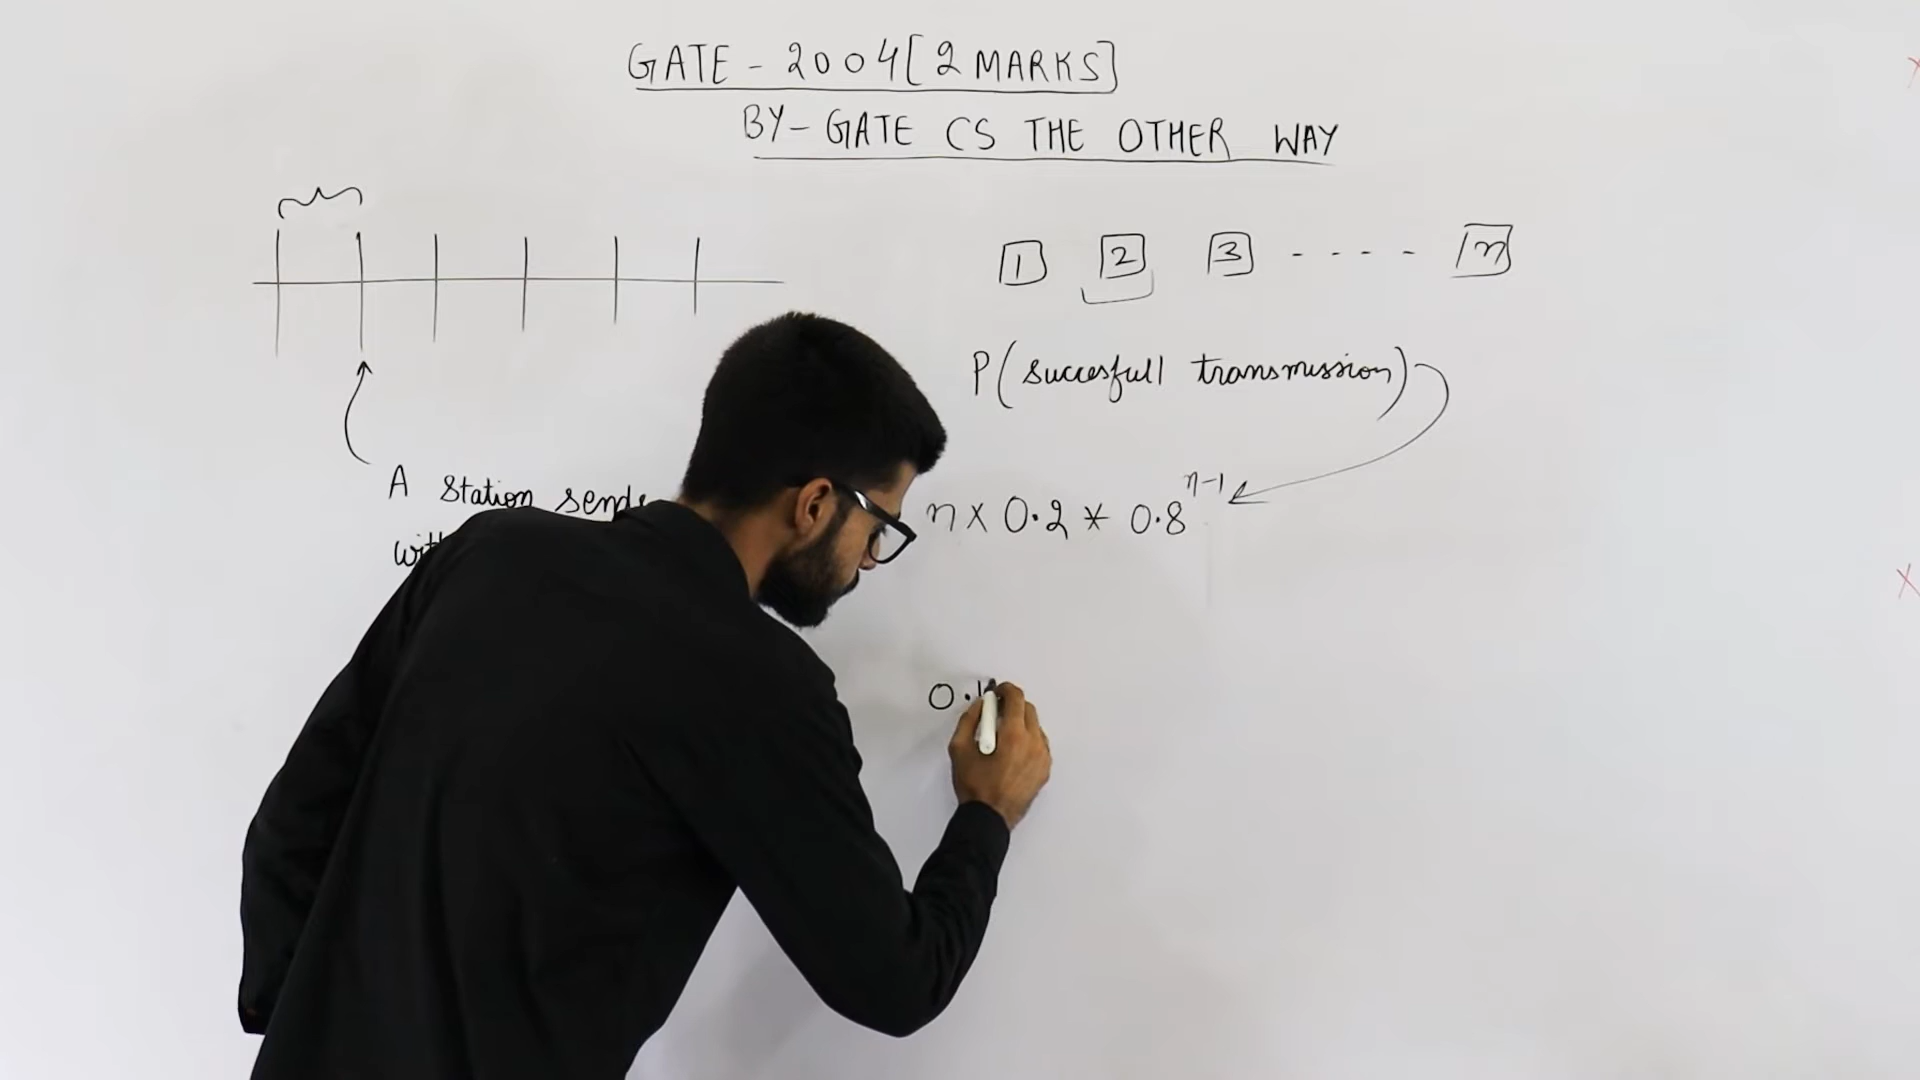 GATE - 2004 [2 MARKS]
BY - GATE CS THE OTHER WAY
1 2 3 - - - - - n
P(succesfull transmission)
A station sends
n x 0.2 * 0.8^n-1
0.